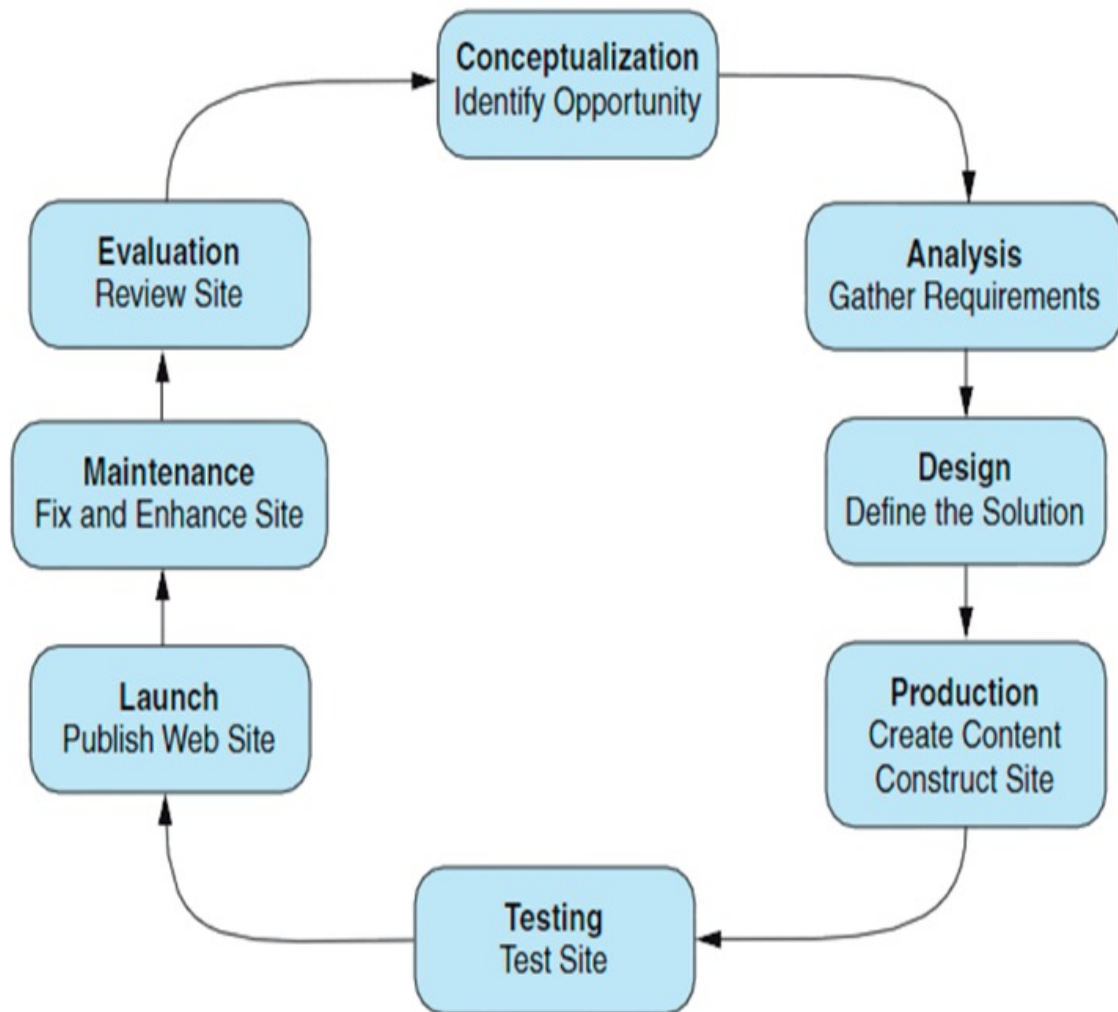 Conceptualization
Identify Opportunity
Analysis
Gather Requirements
Design
Define the Solution
Production
Create Content
Construct Site
Testing
Test Site
Launch
Publish Web Site
Maintenance
Fix and Enhance Site
Evaluation
Review Site